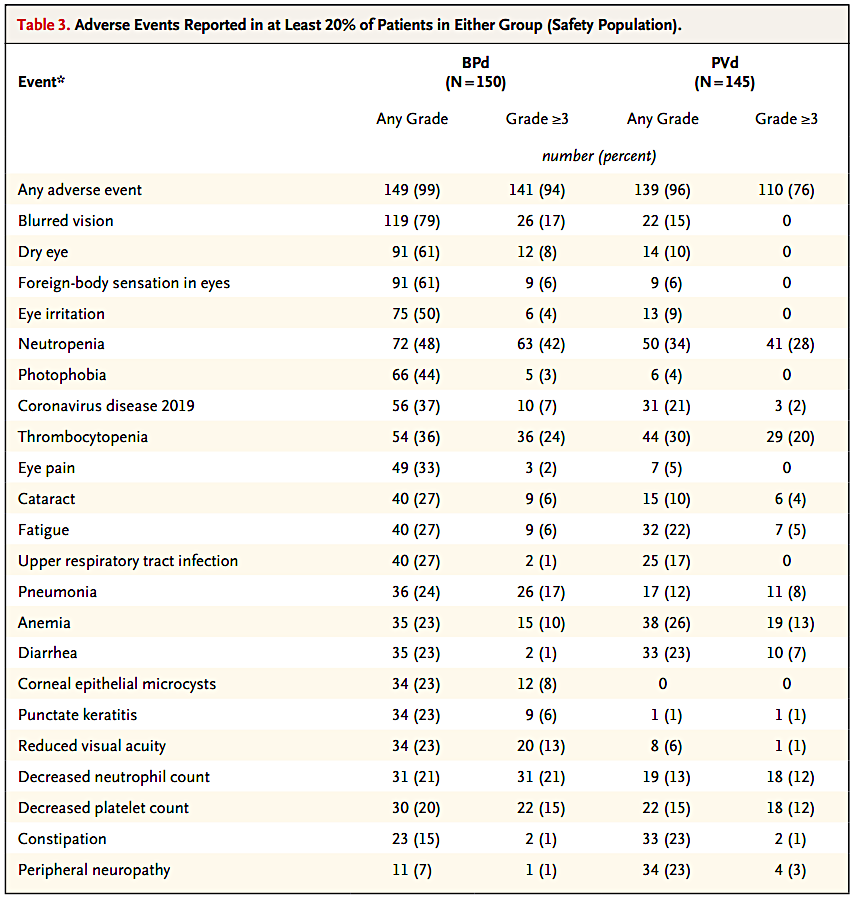 Table 3. Adverse Events Reported in at Least 20% of Patients in Either Group (Safety Population).
Event* BPd (N=150) PVd (N=145)
Any Grade Grade ≥3 Any Grade Grade ≥3
number (percent)
Any adverse event 149 (99) 141 (94) 139 (96) 110 (76)
Blurred vision 119 (79) 26 (17) 22 (15) 0
Dry eye 91 (61) 12 (8) 14 (10) 0
Foreign-body sensation in eyes 91 (61) 9 (6) 9 (6) 0
Eye irritation 75 (50) 6 (4) 13 (9) 0
Neutropenia 72 (48) 63 (42) 50 (34) 41 (28)
Photophobia 66 (44) 5 (3) 6 (4) 0
Coronavirus disease 2019 56 (37) 10 (7) 31 (21) 3 (2)
Thrombocytopenia 54 (36) 36 (24) 44 (30) 29 (20)
Eye pain 49 (33) 3 (2) 7 (5) 0
Cataract 40 (27) 9 (6) 15 (10) 6 (4)
Fatigue 40 (27) 9 (6) 32 (22) 7 (5)
Upper respiratory tract infection 40 (27) 2 (1) 25 (17) 0
Pneumonia 36 (24) 26 (17) 17 (12) 11 (8)
Anemia 35 (23) 15 (10) 38 (26) 19 (13)
Diarrhea 35 (23) 2 (1) 33 (23) 10 (7)
Corneal epithelial microcysts 34 (23) 12 (8) 0 0
Punctate keratitis 34 (23) 9 (6) 1 (1) 1 (1)
Reduced visual acuity 34 (23) 20 (13) 8 (6) 1 (1)
Decreased neutrophil count 31 (21) 31 (21) 19 (13) 18 (12)
Decreased platelet count 30 (20) 22 (15) 22 (15) 18 (12)
Constipation 23 (15) 2 (1) 33 (23) 2 (1)
Peripheral neuropathy 11 (7) 1 (1) 34 (23) 4 (3)